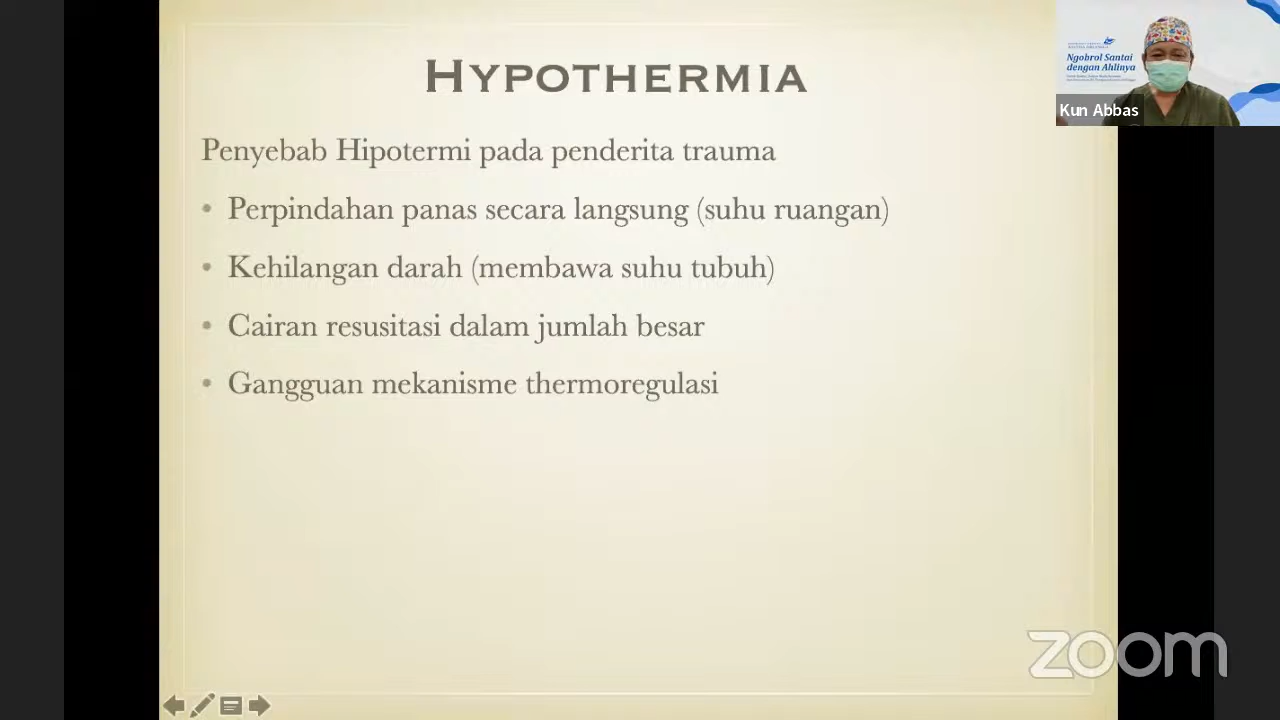 HYPOTHERMIA
Penyebab Hipotermi pada penderita trauma
• Perpindahan panas secara langsung (suhu ruangan)
• Kehilangan darah (membawa suhu tubuh)
• Cairan resusitasi dalam jumlah besar
• Gangguan mekanisme thermoregulasi
Ngobrol Santai
dengan Ahlinya
Kun Abbas
zoom